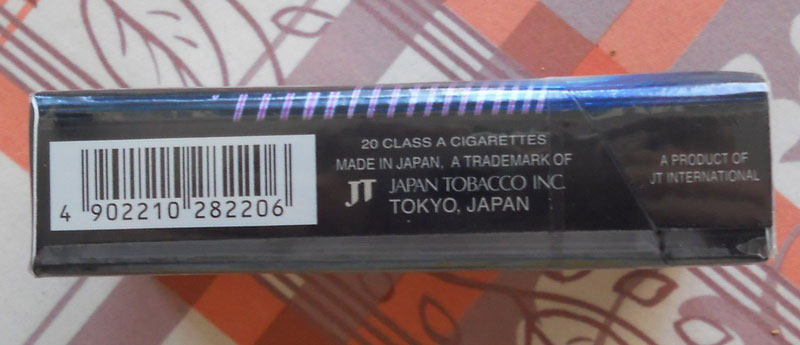 4 902210 282206
20 CLASS A CIGARETTES
MADE IN JAPAN, A TRADEMARK OF
JT JAPAN TOBACCO INC.
TOKYO, JAPAN
A PRODUCT OF
JT INTERNATIONAL